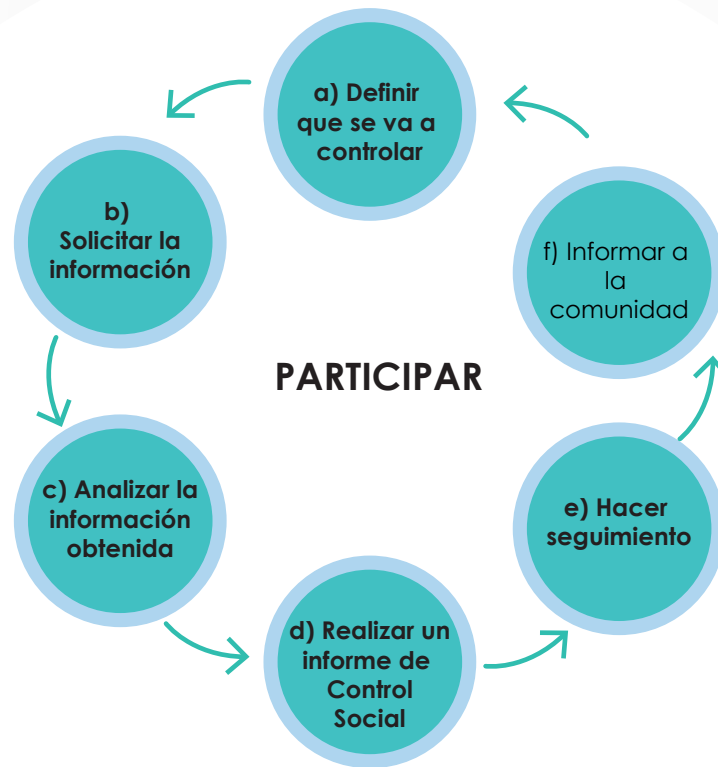 a) Definir
que se va a
controlar
b)
Solicitar la
información
c) Analizar la
información
obtenida
d) Realizar un
informe de
Control
Social
e) Hacer
seguimiento
f) Informar a
la
comunidad
PARTICIPAR